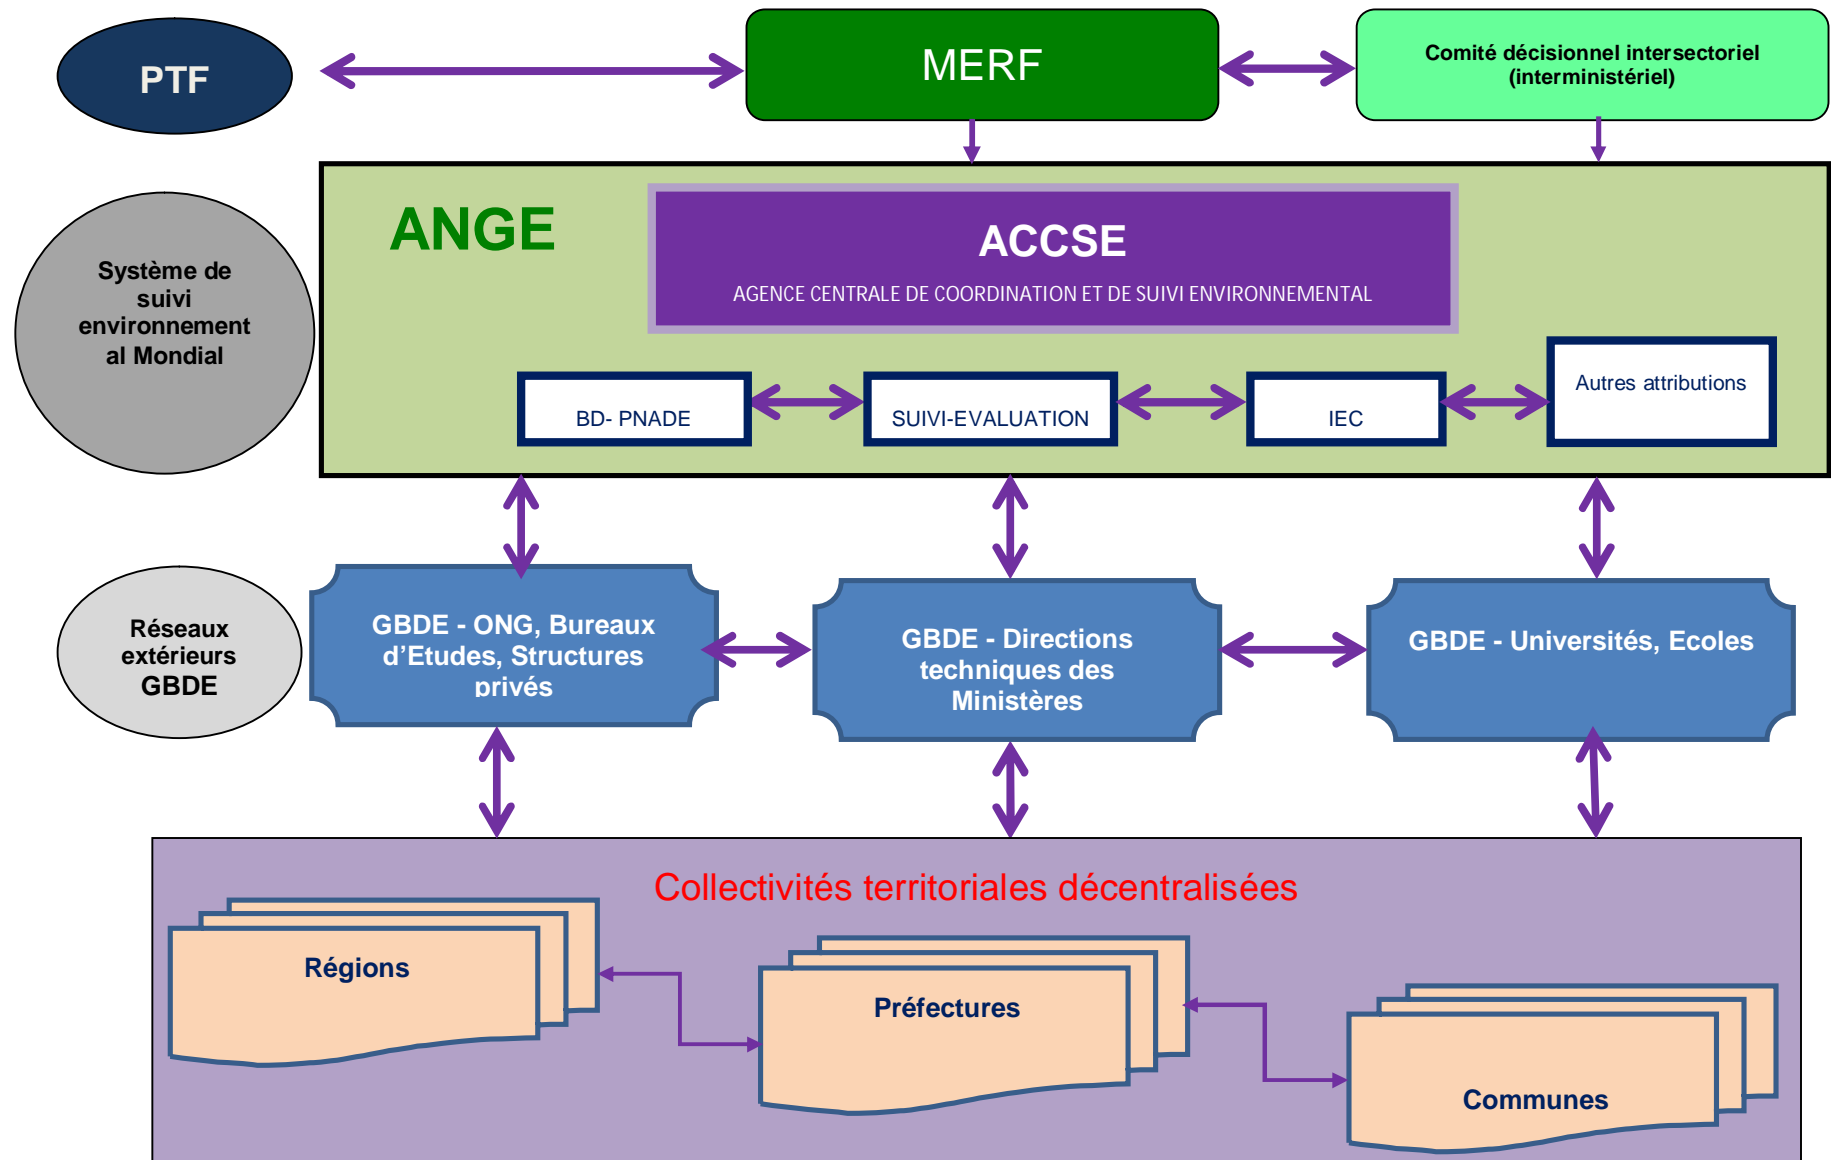 PTF
MERF
Comité décisionnel intersectoriel
(interministériel)
ANGE
ACCSE
AGENCE CENTRALE DE COORDINATION ET DE SUIVI ENVIRONNEMENTAL
Système de
suivi
environnement
al Mondial
BD- PNADE
SUIVI-EVALUATION
IEC
Autres attributions
Réseaux
extérieurs
GBDE
GBDE - ONG, Bureaux
d’Etudes, Structures
privés
GBDE - Directions
techniques des
Ministères
GBDE - Universités, Ecoles
Collectivités territoriales décentralisées
Régions
Préfectures
Communes